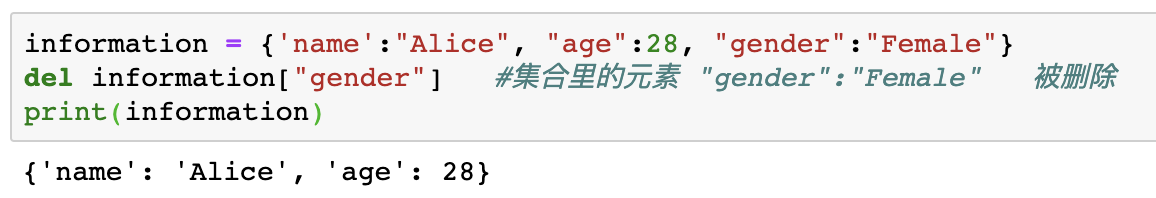 information = {'name':"Alice", "age":28, "gender":"Female"}
del information["gender"]   #集合里的元素 "gender":"Female"   被删除
print(information)
{'name': 'Alice', 'age': 28}